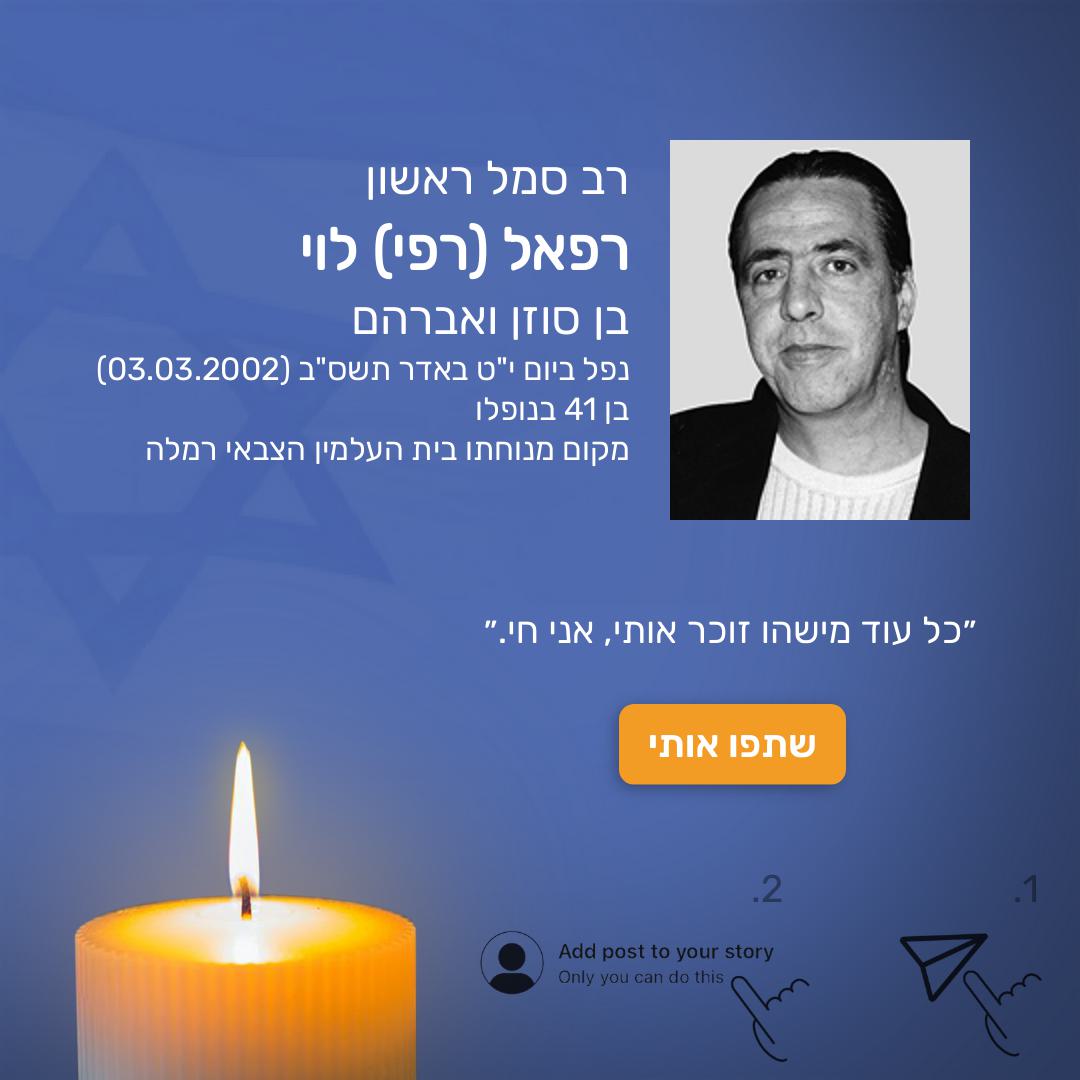 רב סמל ראשון
רפאל (רפי) לוי
בן סוזן ואברהם
נפל ביום י"ט באדר תשס"ב (03.03.2002)
בן 41 בנופלו
מקום מנוחתו בית העלמין הצבאי רמלה
״כל עוד מישהו זוכר אותי, אני חי.״
שתפו אותי
1.
2.
Add post to your story
Only you can do this